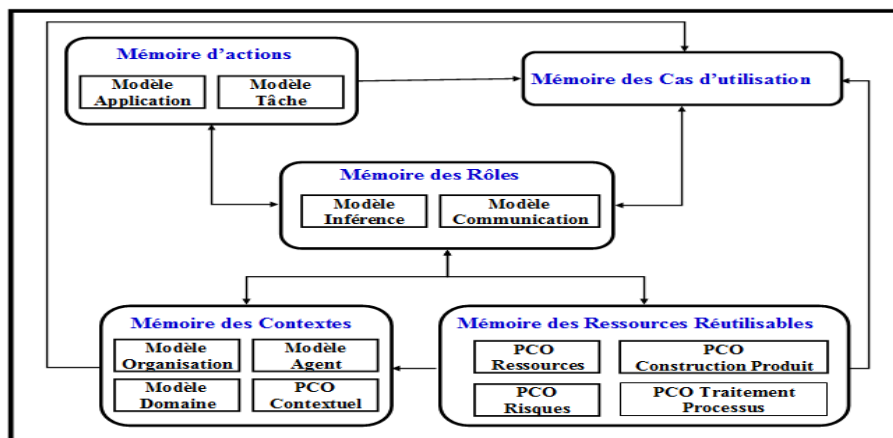 Mémoire d'actions
Modèle
Application
Modèle
Tâche
Mémoire des Cas d'utilisation
Mémoire des Rôles
Modèle
Inférence
Modèle
Communication
Mémoire des Contextes
Modèle
Organisation
Modèle
Agent
Modèle
Domaine
PCO
Contextuel
Mémoire des Ressources Réutilisables
PCO
Ressources
PCO
Construction Produit
PCO
Risques
PCO Traitement
Processus